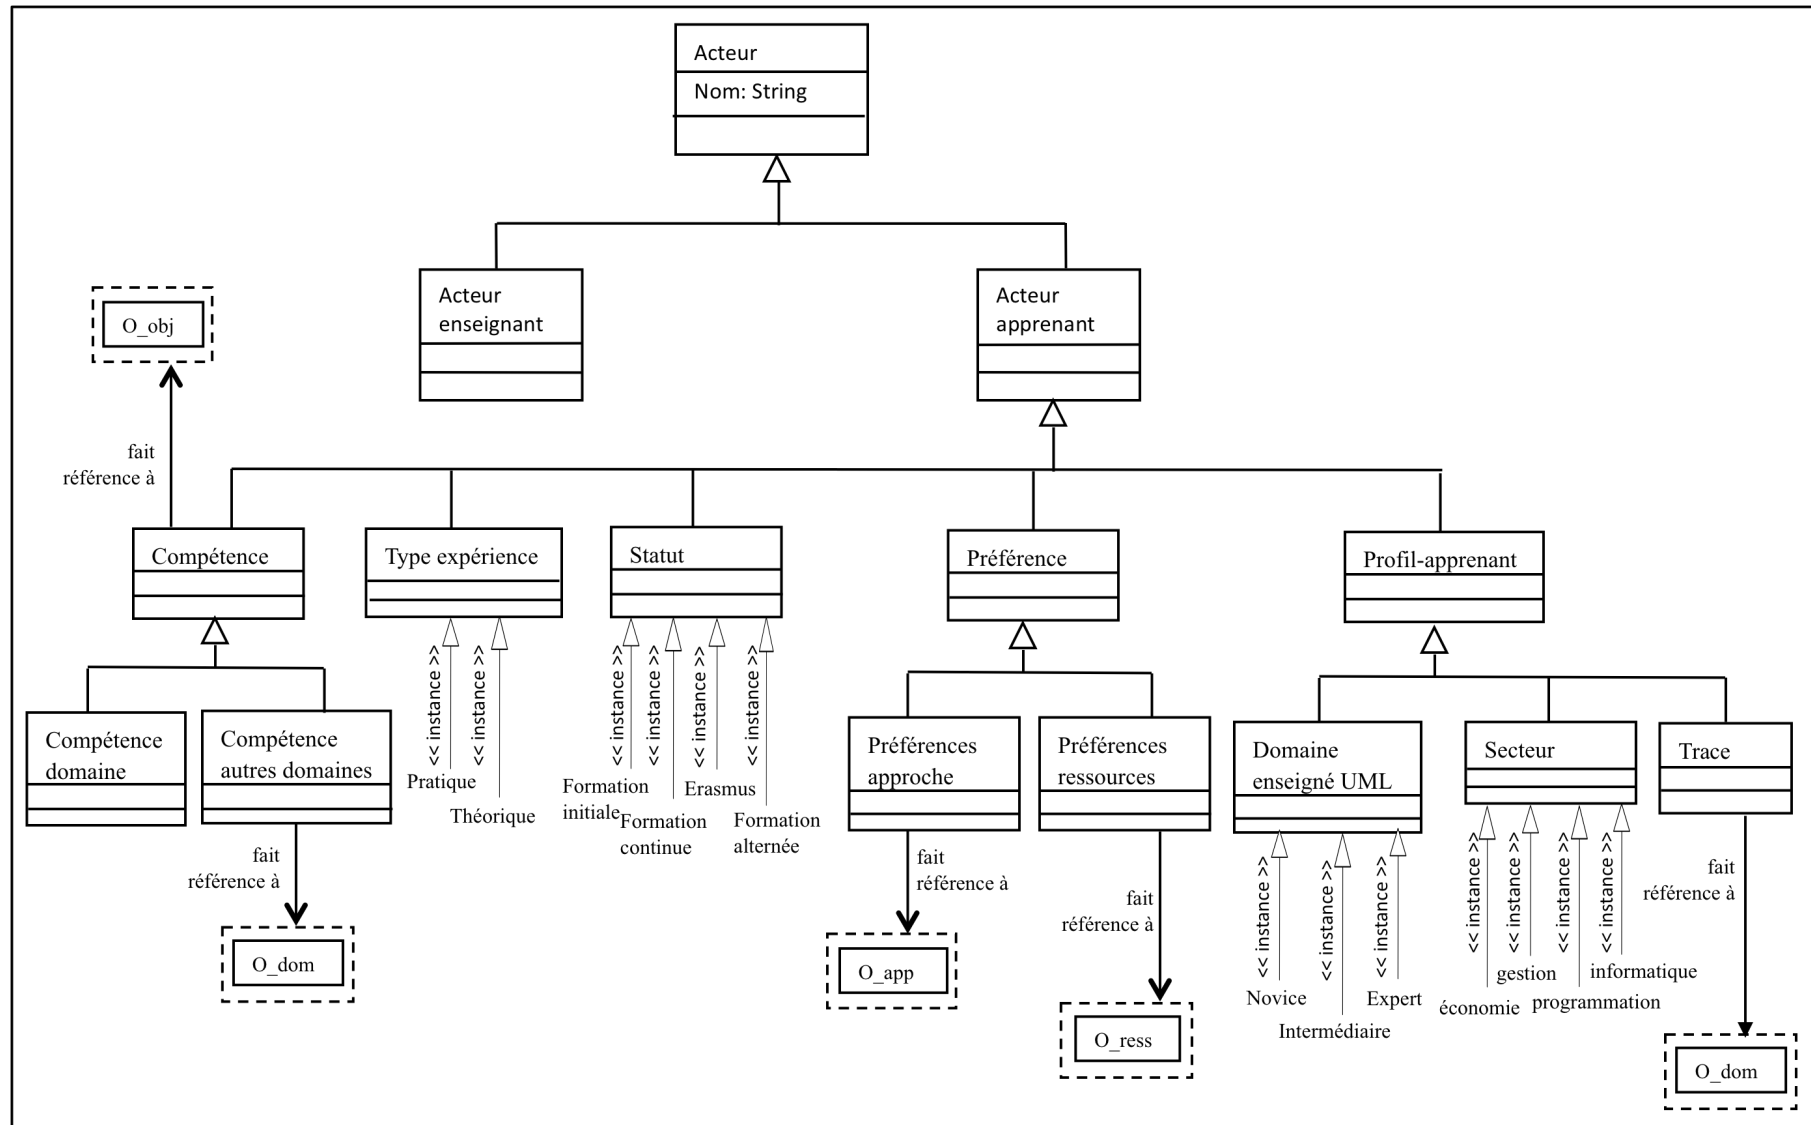 Acteur
Nom: String
Acteur
enseignant
Acteur
apprenant
O_obj
fait
référence à
Compétence
Type expérience
Statut
Préférence
Profil-apprenant
<< instance >>
<< instance >>
<< instance >>
<< instance >>
<< instance >>
<< instance >>
Compétence
domaine
Compétence
autres domaines
Pratique
Théorique
Formation
initiale
Formation
continue
Erasmus
Formation
alternée
Préférences
approche
Préférences
ressources
Domaine
enseigné UML
Secteur
Trace
fait
référence à
fait
référence à
fait
référence à
<< instance >>
<< instance >>
<< instance >>
<< instance >>
<< instance >>
<< instance >>
<< instance >>
fait
référence à
O_dom
O_app
O_ress
Novice
Intermédiaire
Expert
économie
gestion
programmation
informatique
O_dom